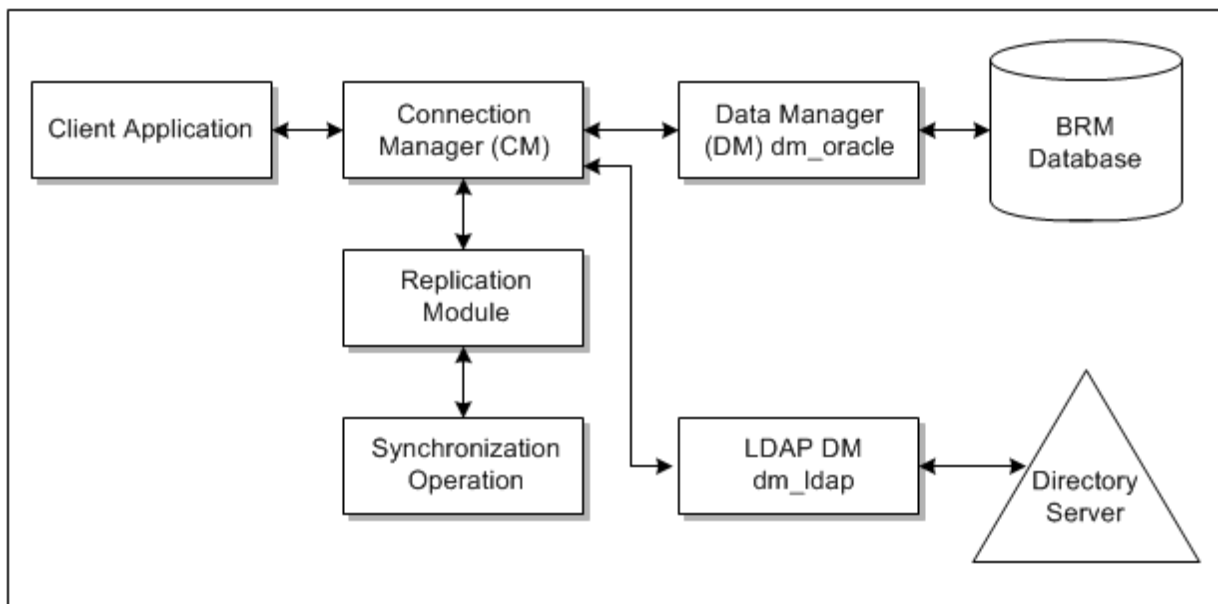 Client Application
Connection
Manager (CM)
Data Manager
(DM) dm_oracle
BRM
Database
Replication
Module
Synchronization
Operation
LDAP DM
dm_ldap
Directory
Server